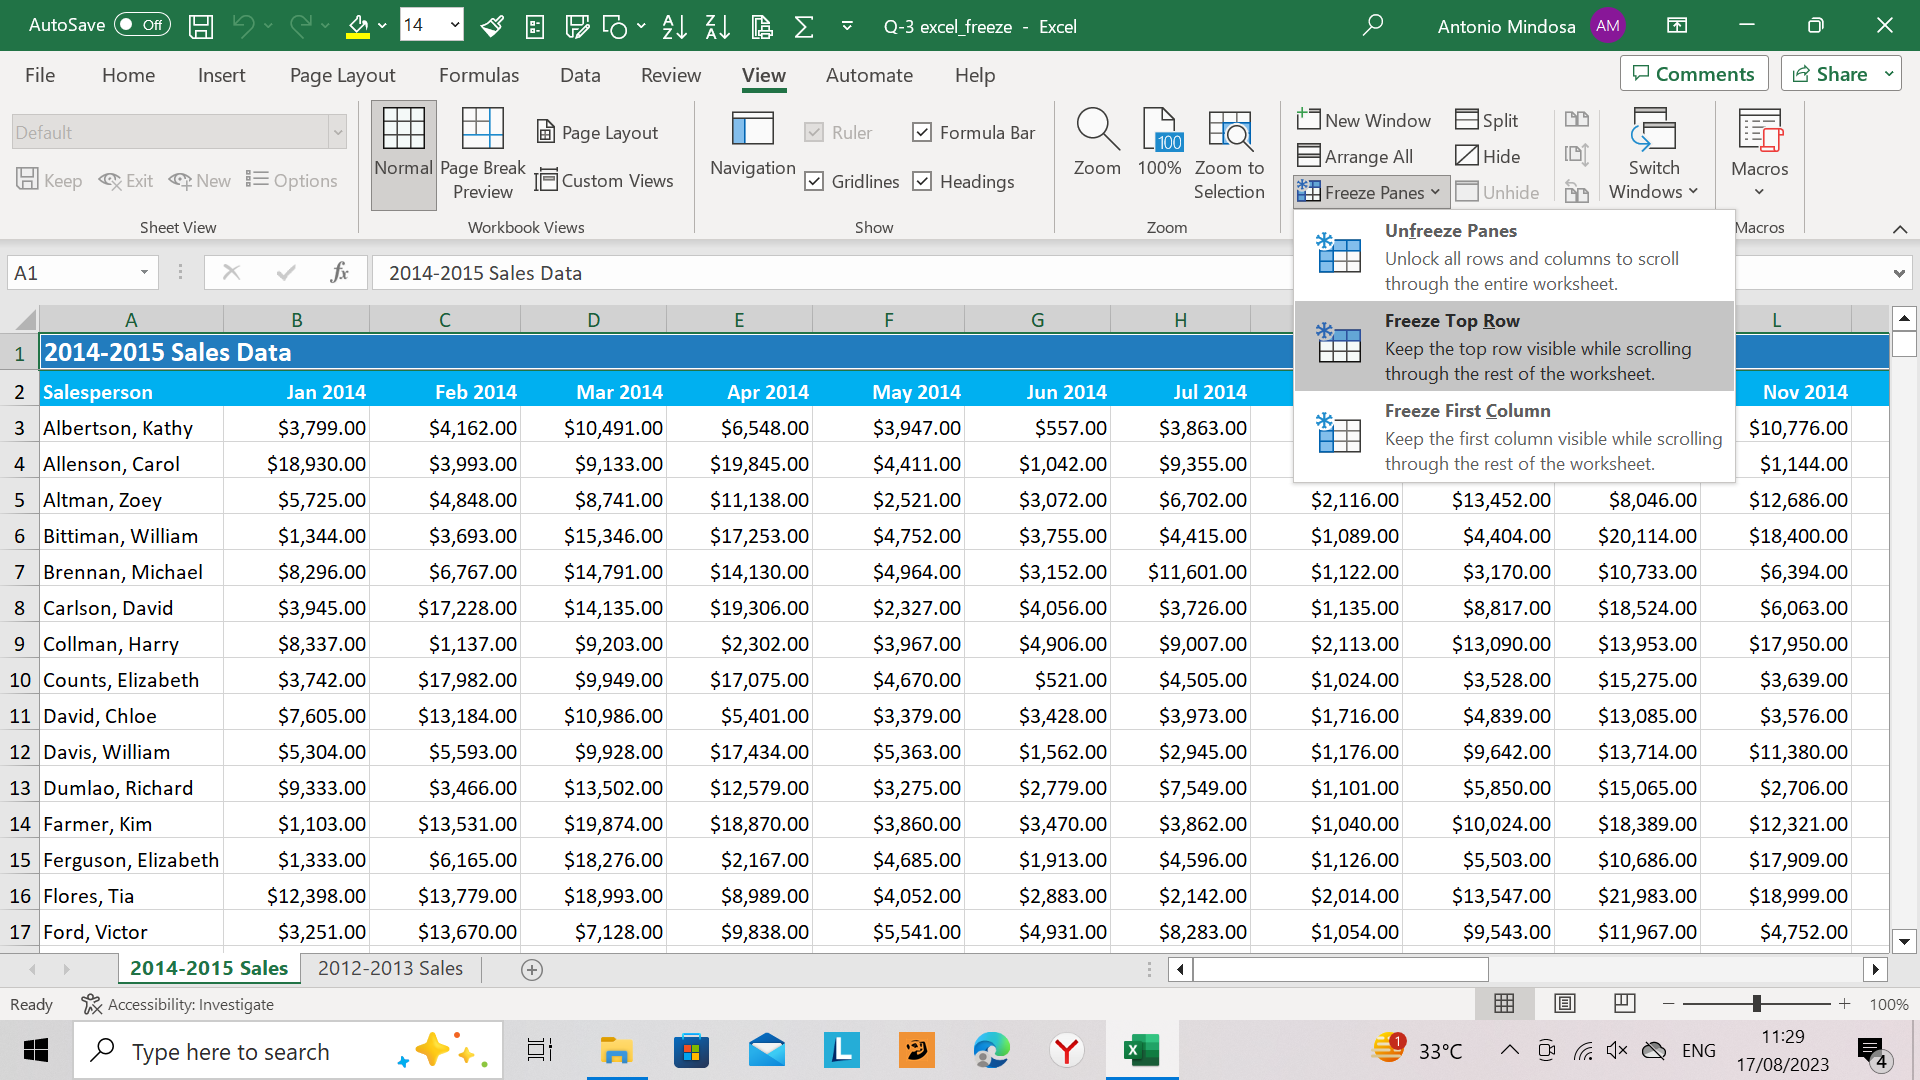 AutoSave Off 14 Q-3 excel_freeze - Excel Antonio Mindosa AM
File Home Insert Page Layout Formulas Data Review View Automate Help Comments Share
Default
Keep Exit New Options
Sheet View
Normal
Page Break
Preview
Page Layout
Custom Views
Workbook Views
Navigation
Ruler Formula Bar
Gridlines Headings
Show
Zoom 100% Zoom to
Selection
100
Zoom
New Window Split
Arrange All Hide
Freeze Panes Unhide
Switch
Windows
Macros
Macros
Unfreeze Panes
Unlock all rows and columns to scroll
through the entire worksheet.
Freeze Top Row
Keep the top row visible while scrolling
through the rest of the worksheet.
Freeze First Column
Keep the first column visible while scrolling
through the rest of the worksheet.
A1 fx 2014-2015 Sales Data
A B C D E F G H L
1 2014-2015 Sales Data
2 Salesperson Jan 2014 Feb 2014 Mar 2014 Apr 2014 May 2014 Jun 2014 Jul 2014 Nov 2014
3 Albertson, Kathy $3,799.00 $4,162.00 $10,491.00 $6,548.00 $3,947.00 $557.00 $3,863.00 $10,776.00
4 Allenson, Carol $18,930.00 $3,993.00 $9,133.00 $19,845.00 $4,411.00 $1,042.00 $9,355.00 $1,144.00
5 Altman, Zoey $5,725.00 $4,848.00 $8,741.00 $11,138.00 $2,521.00 $3,072.00 $6,702.00 $2,116.00 $13,452.00 $8,046.00 $12,686.00
6 Bittiman, William $1,344.00 $3,693.00 $15,346.00 $17,253.00 $4,752.00 $3,755.00 $4,415.00 $1,089.00 $4,404.00 $20,114.00 $18,400.00
7 Brennan, Michael $8,296.00 $6,767.00 $14,791.00 $14,130.00 $4,964.00 $3,152.00 $11,601.00 $1,122.00 $3,170.00 $10,733.00 $6,394.00
8 Carlson, David $3,945.00 $17,228.00 $14,135.00 $19,306.00 $2,327.00 $4,056.00 $3,726.00 $1,135.00 $8,817.00 $18,524.00 $6,063.00
9 Collman, Harry $8,337.00 $1,137.00 $9,203.00 $2,302.00 $3,967.00 $4,906.00 $9,007.00 $2,113.00 $13,090.00 $13,953.00 $17,950.00
10 Counts, Elizabeth $3,742.00 $17,982.00 $9,949.00 $17,075.00 $4,670.00 $521.00 $4,505.00 $1,024.00 $3,528.00 $15,275.00 $3,639.00
11 David, Chloe $7,605.00 $13,184.00 $10,986.00 $5,401.00 $3,379.00 $3,428.00 $3,973.00 $1,716.00 $4,839.00 $13,085.00 $3,576.00
12 Davis, William $5,304.00 $5,593.00 $9,928.00 $17,434.00 $5,363.00 $1,562.00 $2,945.00 $1,176.00 $9,642.00 $13,714.00 $11,380.00
13 Dumlao, Richard $9,333.00 $3,466.00 $13,502.00 $12,579.00 $3,275.00 $2,779.00 $7,549.00 $1,101.00 $5,850.00 $15,065.00 $2,706.00
14 Farmer, Kim $1,103.00 $13,531.00 $19,874.00 $18,870.00 $3,860.00 $3,470.00 $3,862.00 $1,040.00 $10,024.00 $18,389.00 $12,321.00
15 Ferguson, Elizabeth $1,333.00 $6,165.00 $18,276.00 $2,167.00 $4,685.00 $1,913.00 $4,596.00 $1,126.00 $5,503.00 $10,686.00 $17,909.00
16 Flores, Tia $12,398.00 $13,779.00 $18,993.00 $8,989.00 $4,052.00 $2,883.00 $2,142.00 $2,014.00 $13,547.00 $21,983.00 $18,999.00
17 Ford, Victor $3,251.00 $13,670.00 $7,128.00 $9,838.00 $5,541.00 $4,931.00 $8,283.00 $1,054.00 $9,543.00 $11,967.00 $4,752.00
2014-2015 Sales 2012-2013 Sales
Ready Accessibility: Investigate 100%
Type here to search 1 33°C ENG 11:29
17/08/2023
4